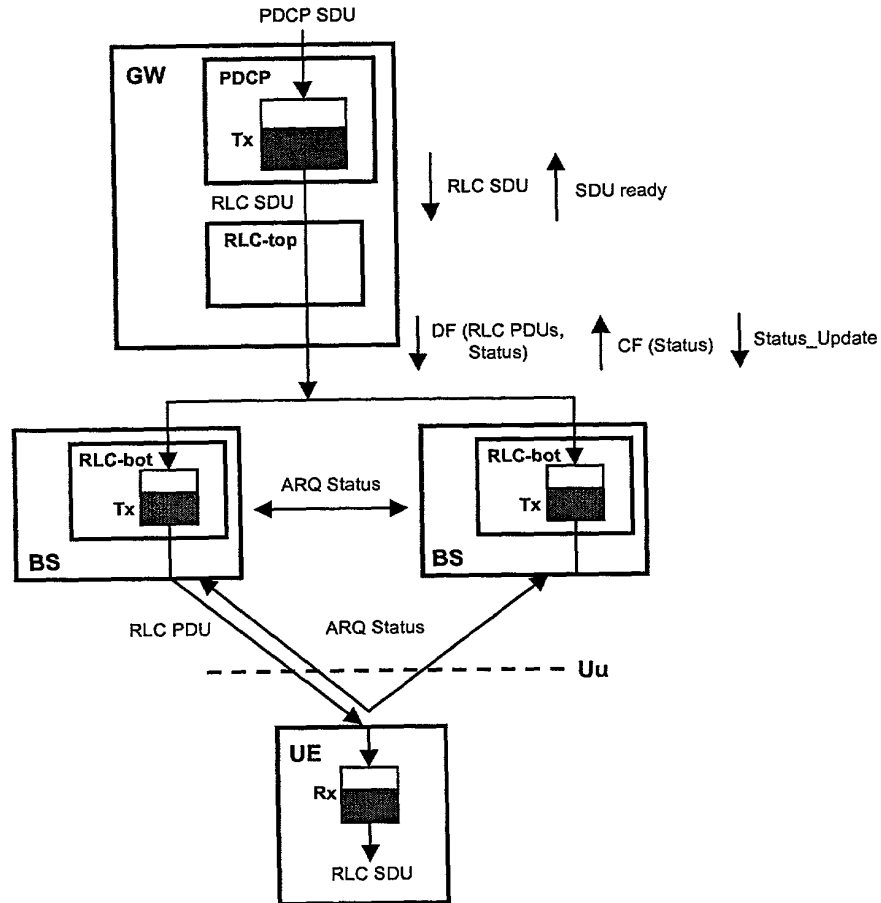 PDCP SDU
GW
PDCP
Tx
RLC SDU
RLC SDU
SDU ready
RLC-top
DF (RLC PDUs,
Status)
CF (Status)
Status_Update
RLC-bot
Tx
BS
ARQ Status
RLC-bot
Tx
BS
RLC PDU
ARQ Status
Uu
UE
Rx
RLC SDU